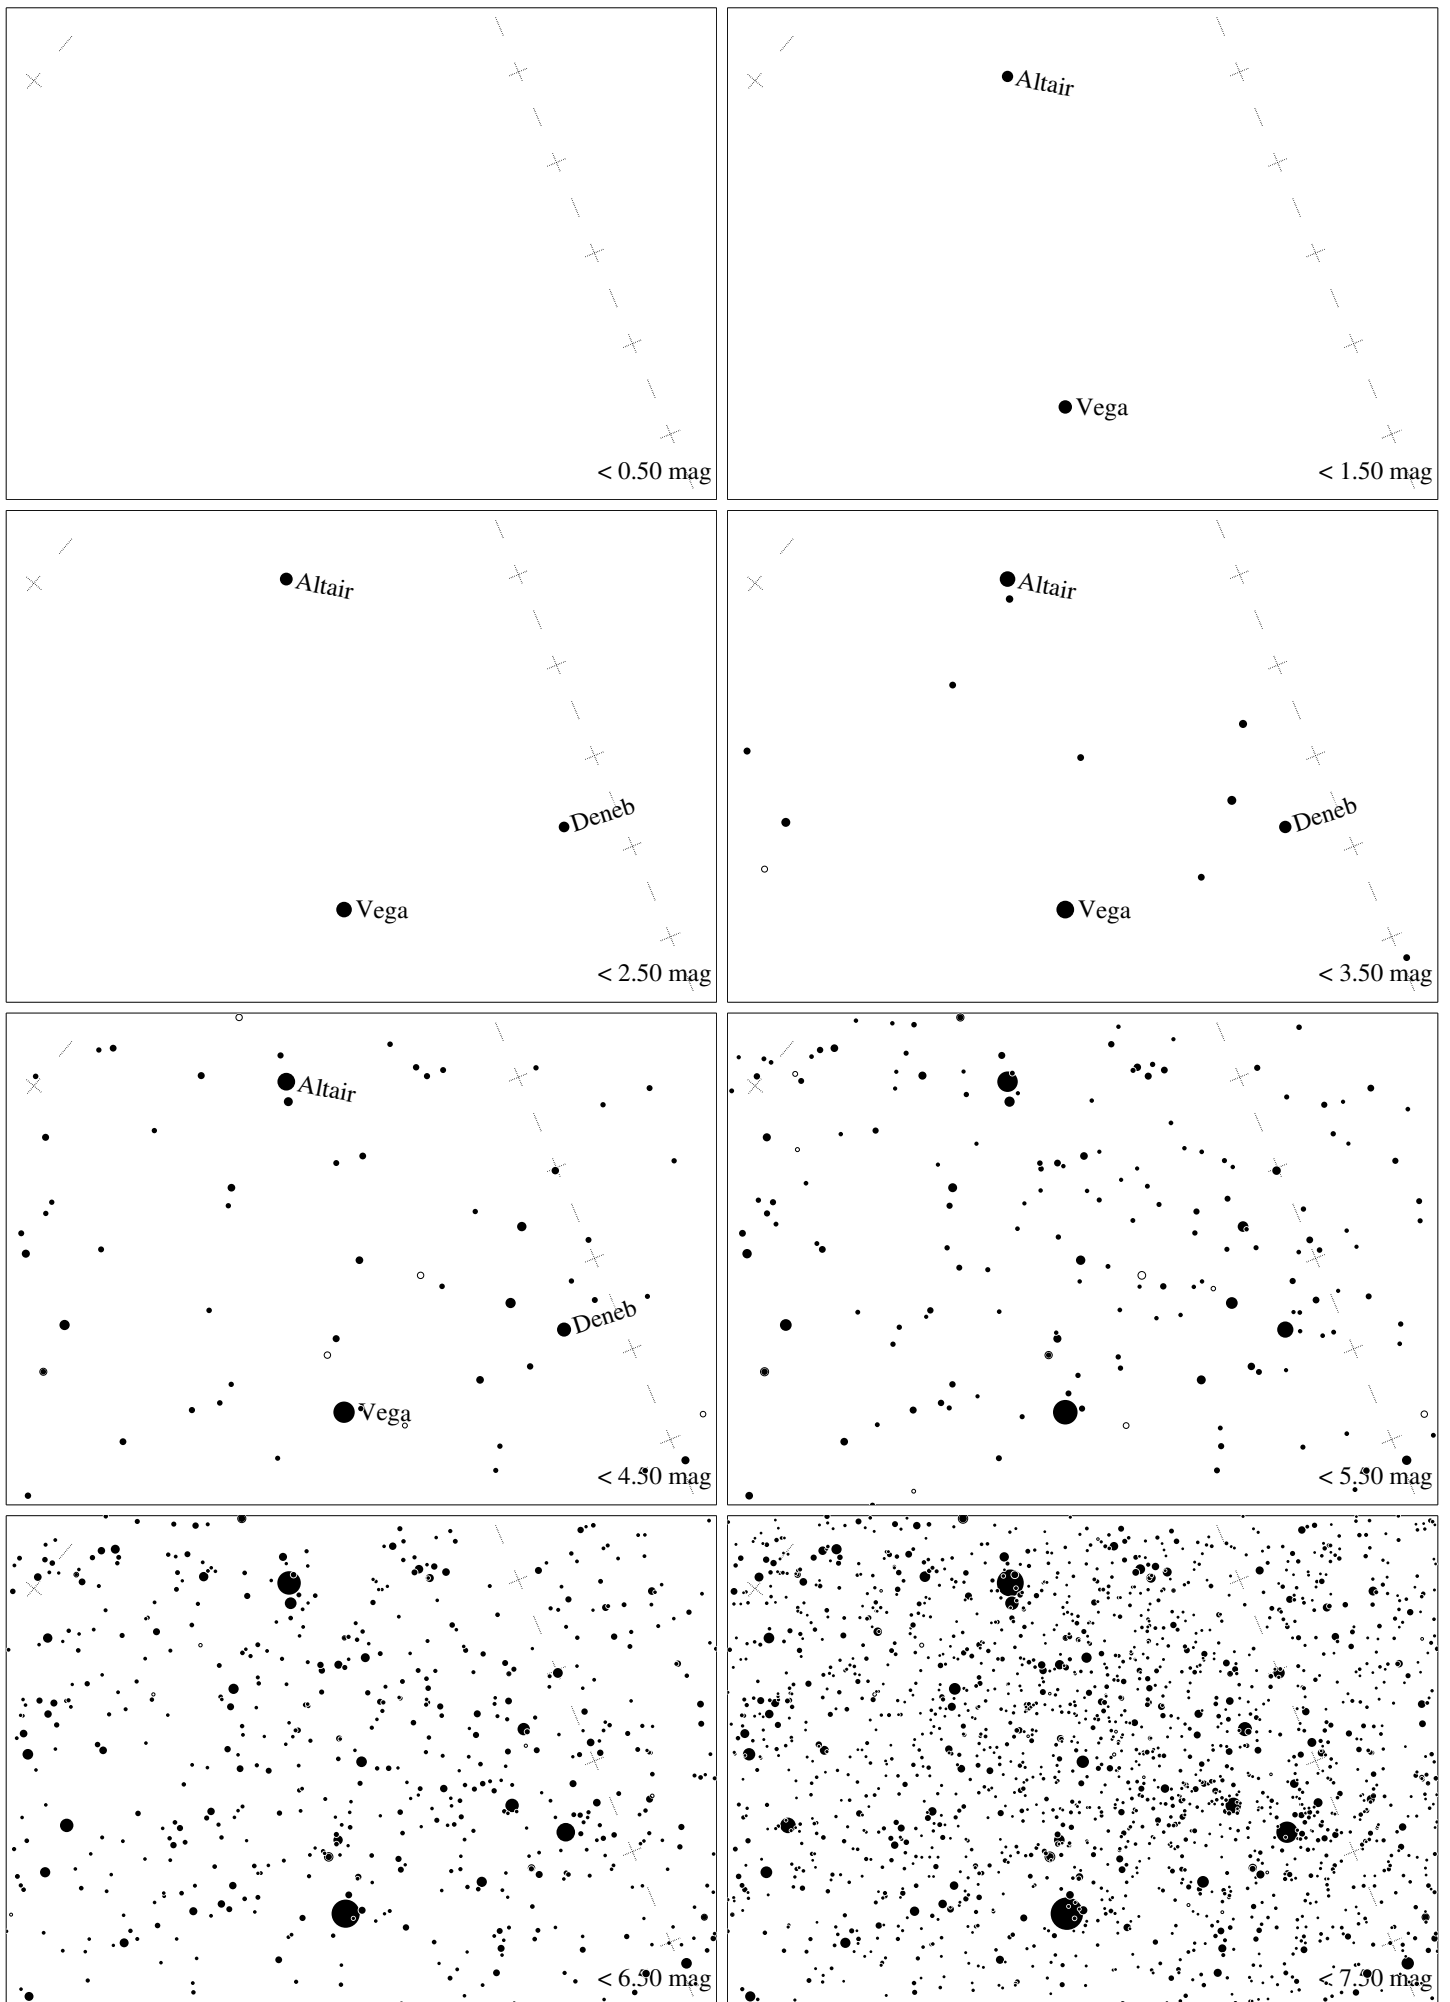 < 0.50 mag
Altair
Vega
< 1.50 mag
Altair
Deneb
Vega
< 2.50 mag
Altair
Deneb
Vega
< 3.50 mag
Altair
Deneb
Vega
< 4.50 mag
< 5.50 mag
< 6.50 mag
< 7.50 mag